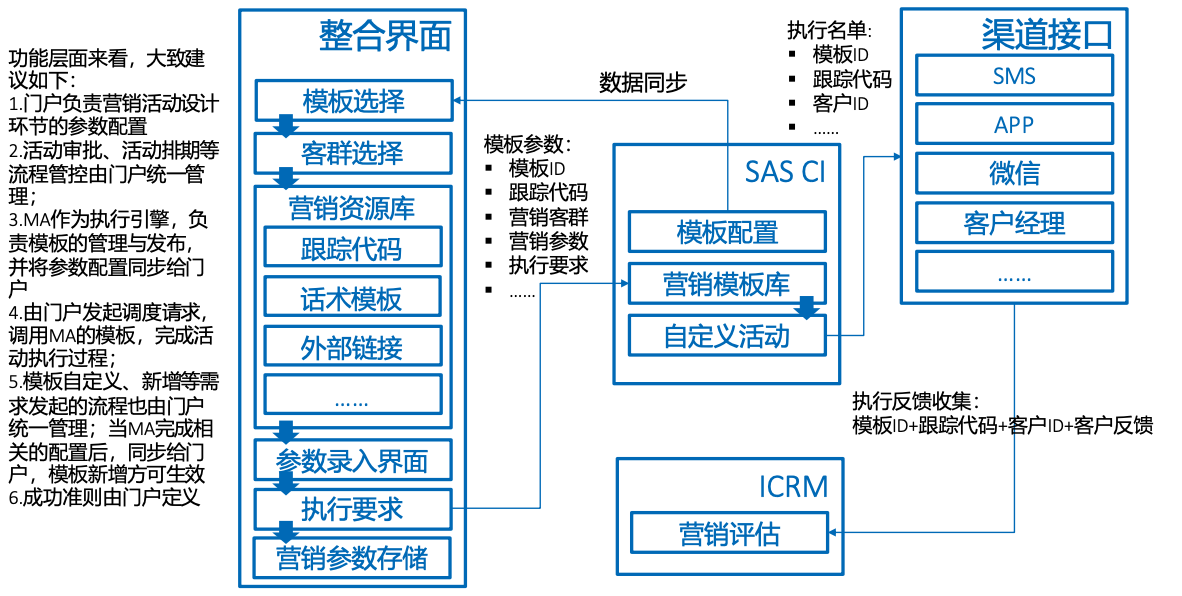 功能层面来看，大致建
议如下：
1.门户负责营销活动设计
环节的参数配置
2.活动审批、活动排期等
流程管控由门户统一管
理；
3.MA作为执行引擎，负
责模板的管理与发布，
并将参数配置同步给门
户
4.由门户发起调度请求，
调用MA的模板，完成活
动执行过程；
5.模板自定义、新增等需
求发起的流程也由门户
统一管理；当MA完成相
关的配置后，同步给门
户，模板新增方可生效
6.成功准则由门户定义
整合界面
模板选择
客群选择
营销资源库
跟踪代码
话术模板
外部链接
……
参数录入界面
执行要求
营销参数存储
数据同步
模板参数：
▪ 模板ID
▪ 跟踪代码
▪ 营销客群
▪ 营销参数
▪ 执行要求
▪ ……
SAS CI
模板配置
营销模板库
自定义活动
执行名单：
▪ 模板ID
▪ 跟踪代码
▪ 客户ID
▪ ……
渠道接口
SMS
APP
微信
客户经理
……
执行反馈收集：
模板ID+跟踪代码+客户ID+客户反馈
ICRM
营销评估